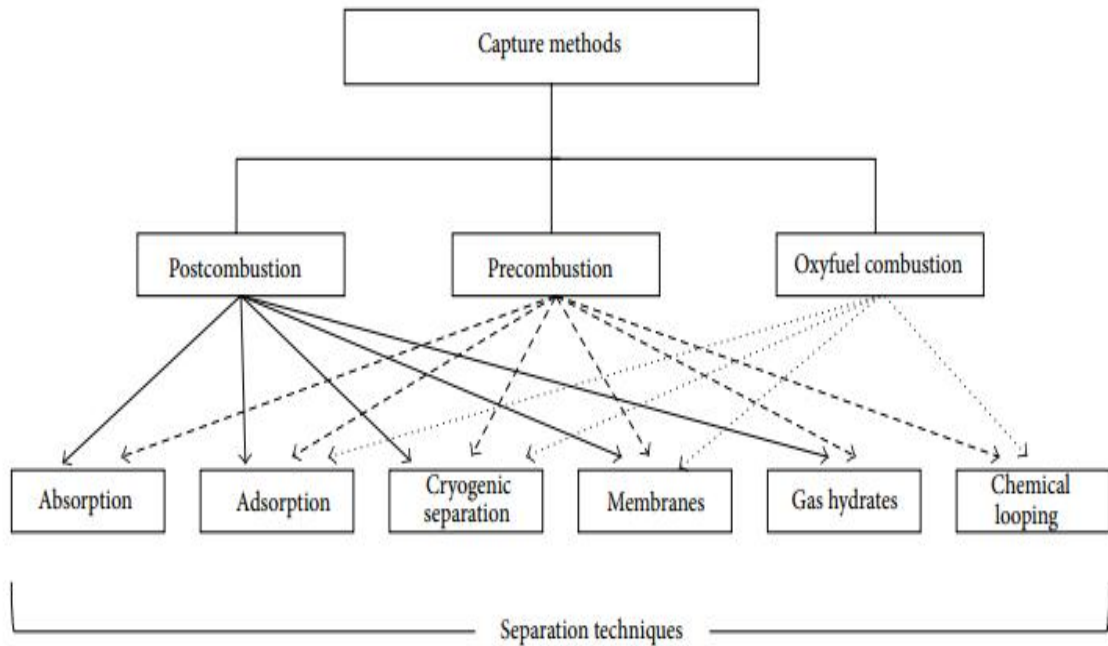 Capture methods
Postcombustion
Precombustion
Oxyfuel combustion
Absorption
Adsorption
Cryogenic
separation
Membranes
Gas hydrates
Chemical
looping
Separation techniques